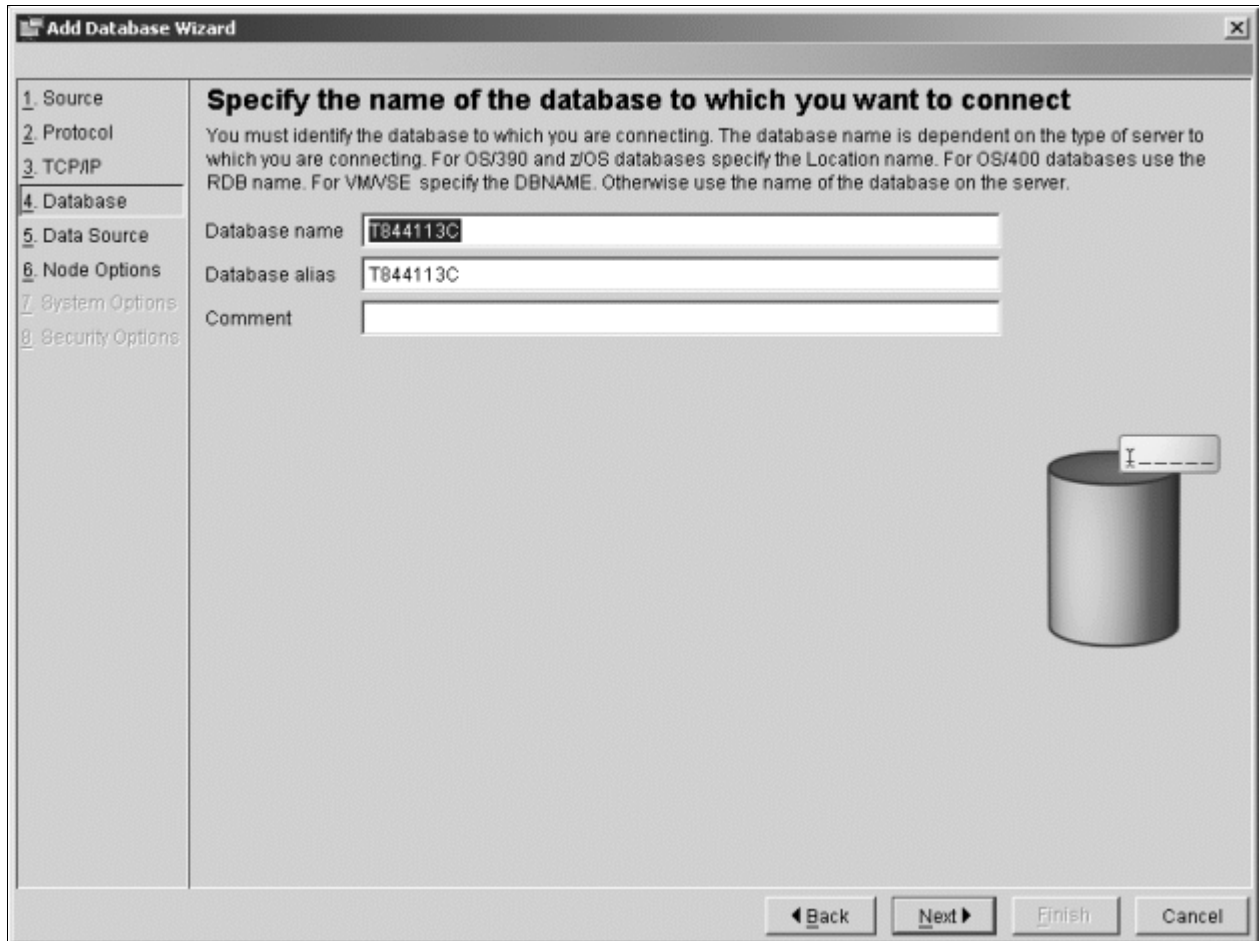 Add Database Wizard
1. Source
2. Protocol
3. TCP/IP
4. Database
5. Data Source
6. Node Options
7. System Options
8. Security Options
Specify the name of the database to which you want to connect
You must identify the database to which you are connecting. The database name is dependent on the type of server to
which you are connecting. For OS/390 and z/OS databases specify the Location name. For OS/400 databases use the
RDB name. For VM/VSE specify the DBNAME. Otherwise use the name of the database on the server.
Database name T844113C
Database alias T844113C
Comment
Back Next Finish Cancel